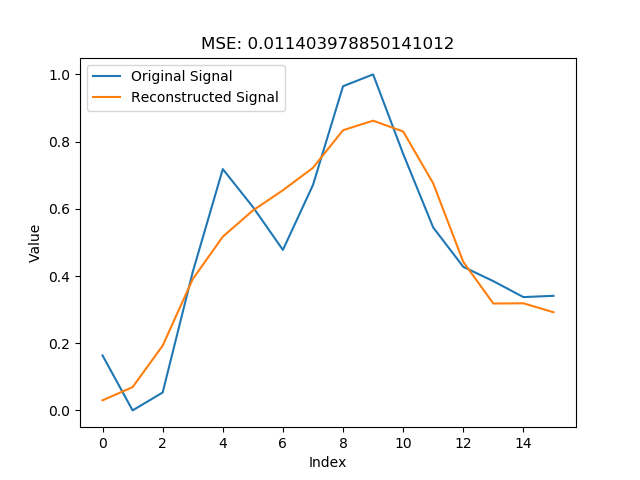 MSE: 0.011403978850141012
Original Signal
Reconstructed Signal
1.0
0.8
0.6
0.4
0.2
0.0
Value
0 2 4 6 8 10 12 14
Index